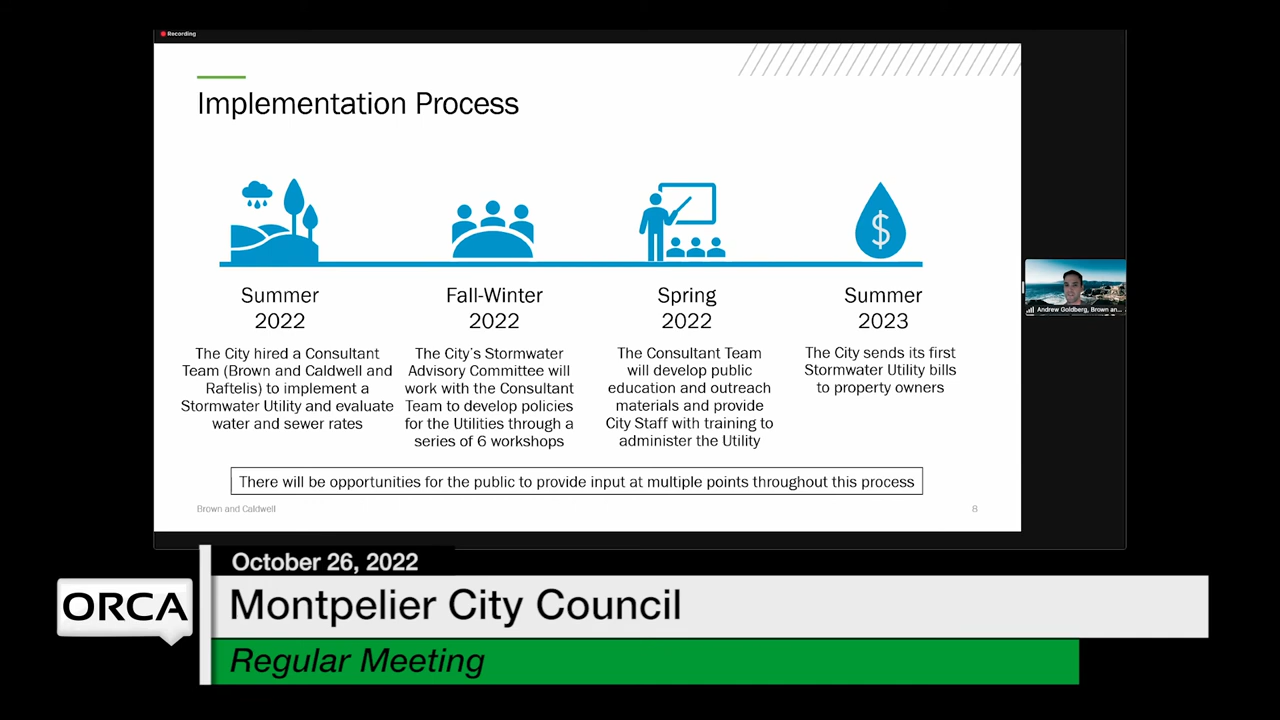 Recording
Implementation Process
$
Summer
2022
The City hired a Consultant
Team (Brown and Caldwell and
Raftelis) to implement a
Stormwater Utility and evaluate
water and sewer rates
Fall-Winter
2022
The City's Stormwater
Advisory Committee will
work with the Consultant
Team to develop policies
for the Utilities through a
series of 6 workshops
Spring
2022
The Consultant Team
will develop public
education and outreach
materials and provide
City Staff with training to
administer the Utility
Summer
2023
The City sends its first
Stormwater Utility bills
to property owners
There will be opportunities for the public to provide input at multiple points throughout this process
Brown and Caldwell
8
Andrew Goldberg, Brown an...
October 26, 2022
ORCA
Montpelier City Council
Regular Meeting